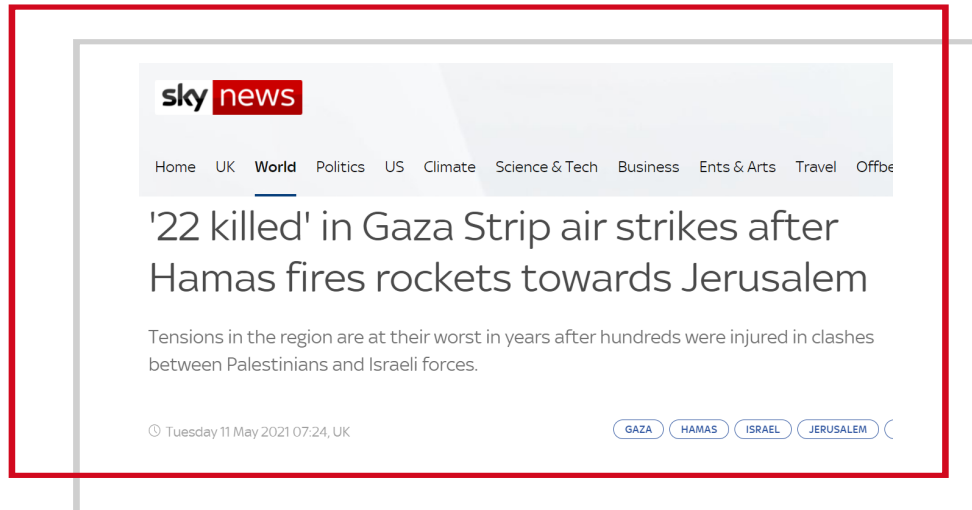 sky news
Home UK World Politics US Climate Science & Tech Business Ents & Arts Travel
'22 killed' in Gaza Strip air strikes after
Hamas fires rockets towards Jerusalem
Tensions in the region are at their worst in years after hundreds were injured in clashes
between Palestinians and Israeli forces.
Tuesday 11 May 2021 07:24, UK
GAZA HAMAS ISRAEL JERUSALEM